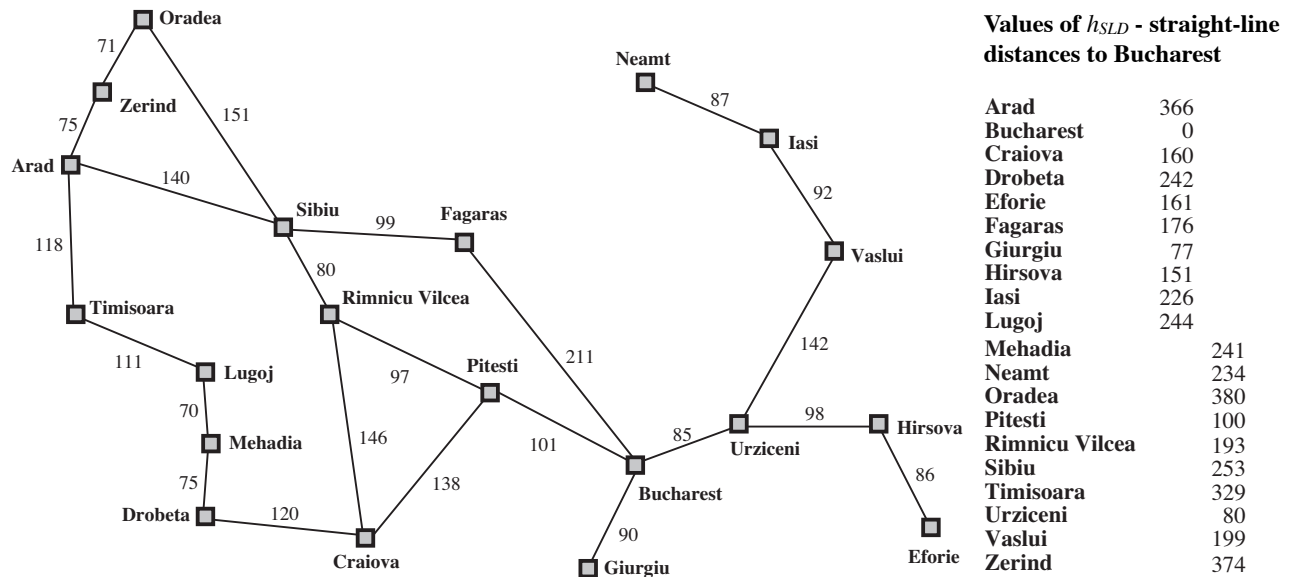 Oradea
71
Zerind
75
151
Arad
140
118
Sibiu
99
Fagaras
80
Rimnicu Vilcea
Timisoara
111
Lugoj
70
Mehadia
75
Drobeta
120
Craiova
146
97
Pitesti
138
101
211
Bucharest
90
Giurgiu
85
Urziceni
98
Hirsova
86
Eforie
142
Vaslui
92
Iasi
87
Neamt
Values of hSLD - straight-line
distances to Bucharest
Arad 366
Bucharest 0
Craiova 160
Drobeta 242
Eforie 161
Fagaras 176
Giurgiu 77
Hirsova 151
Iasi 226
Lugoj 244
Mehadia 241
Neamt 234
Oradea 380
Pitesti 100
Rimnicu Vilcea 193
Sibiu 253
Timisoara 329
Urziceni 80
Vaslui 199
Zerind 374